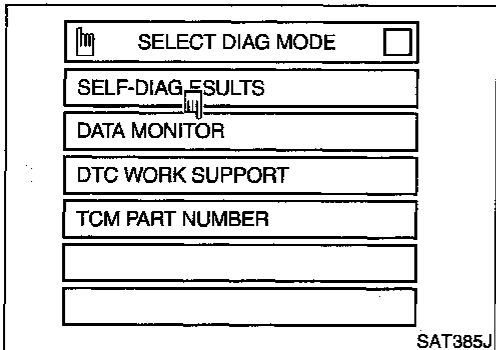 SELECT DIAG MODE
SELF-DIAG ESULTS
DATA MONITOR
DTC WORK SUPPORT
TCM PART NUMBER
SAT385J